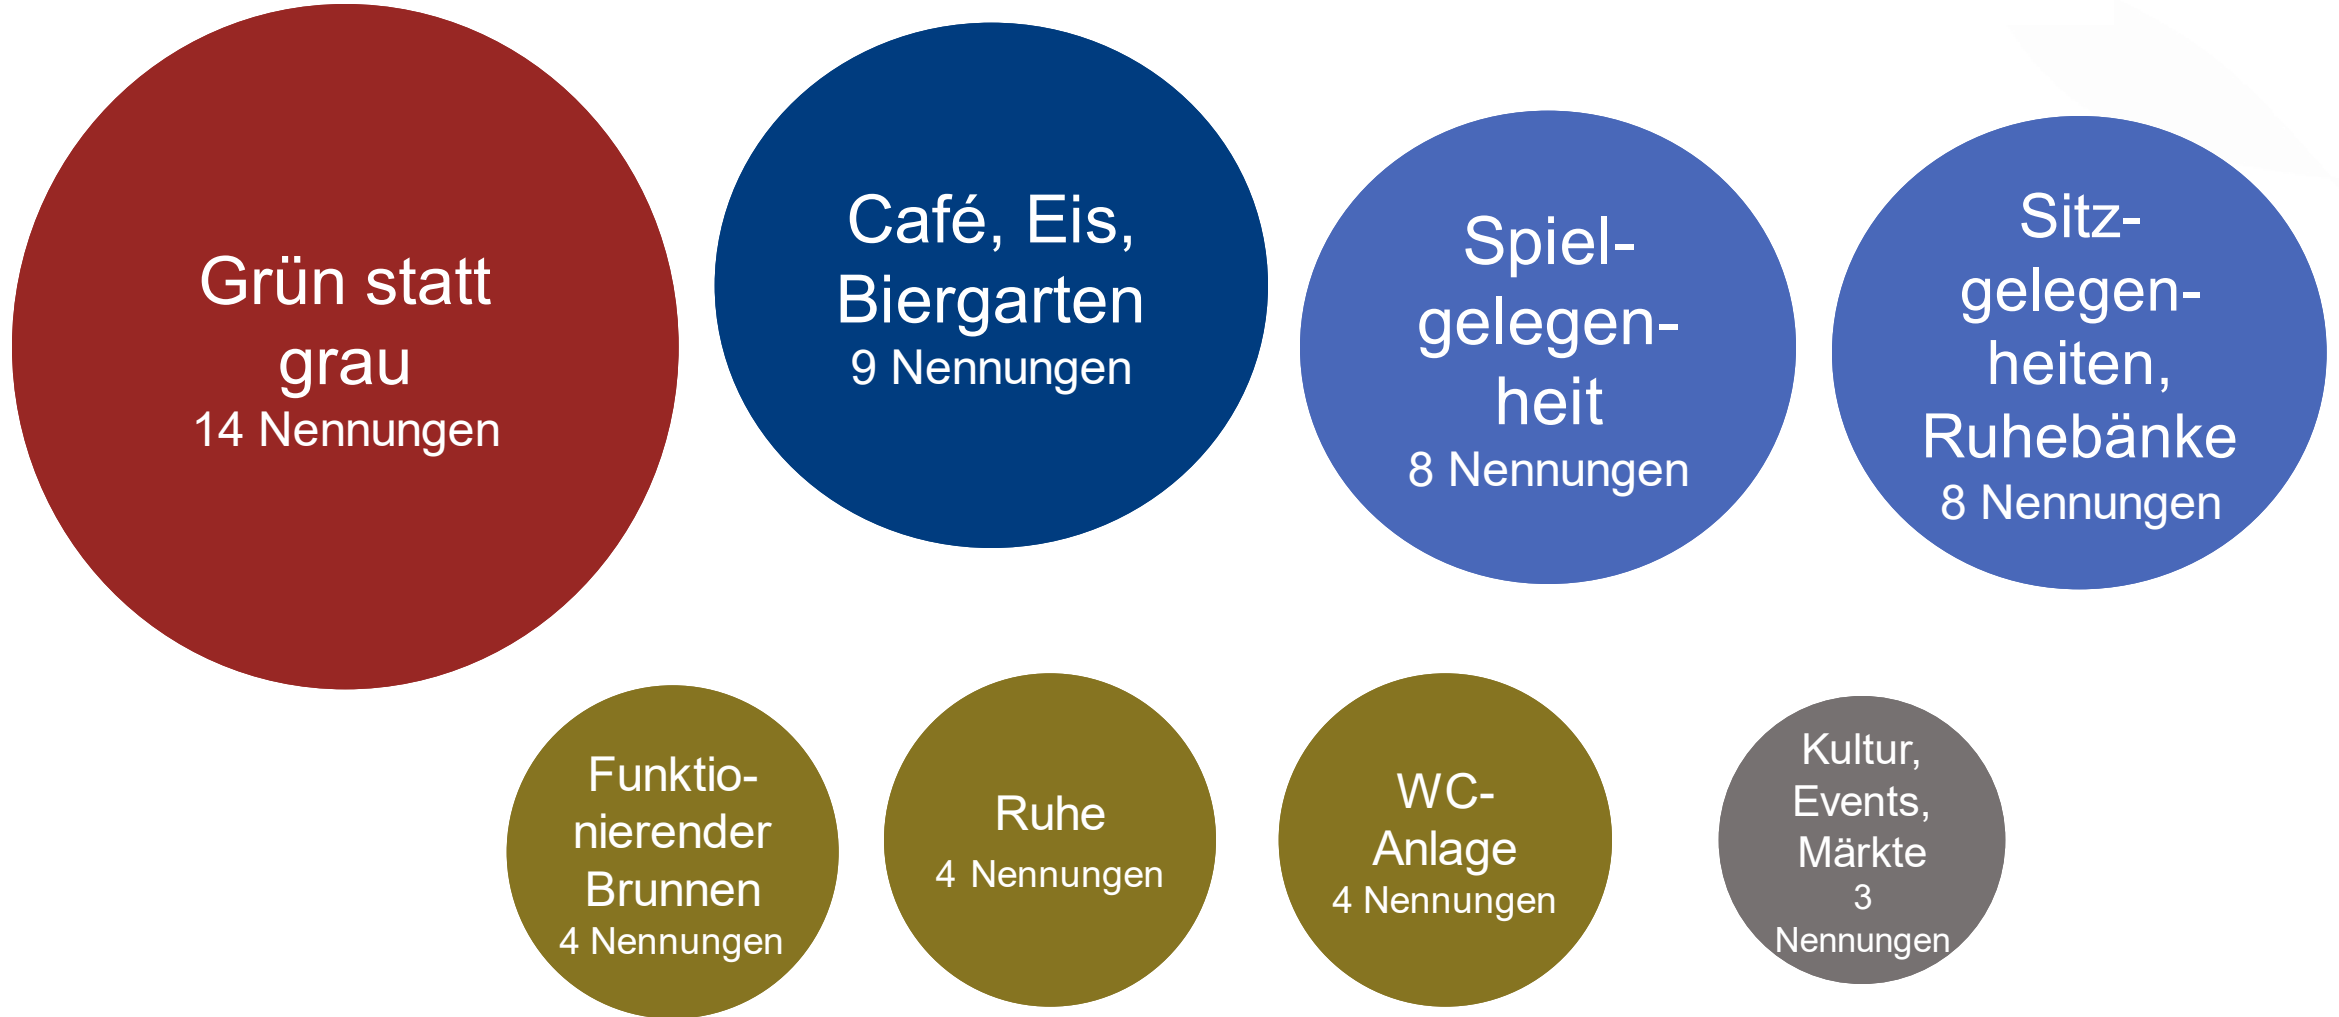 Grün statt
grau
14 Nennungen
Café, Eis,
Biergarten
9 Nennungen
Spiel-
gelegen-
heit
8 Nennungen
Sitz-
gelegen-
heiten,
Ruhebänke
8 Nennungen
Funktio-
nierender
Brunnen
4 Nennungen
Ruhe
4 Nennungen
WC-
Anlage
4 Nennungen
Kultur,
Events,
Märkte
3
Nennungen